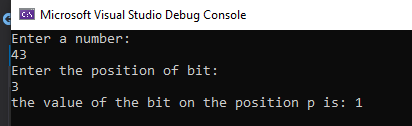 Microsoft Visual Studio Debug Console
Enter a number:
43
Enter the position of bit:
3
the value of the bit on the position p is: 1